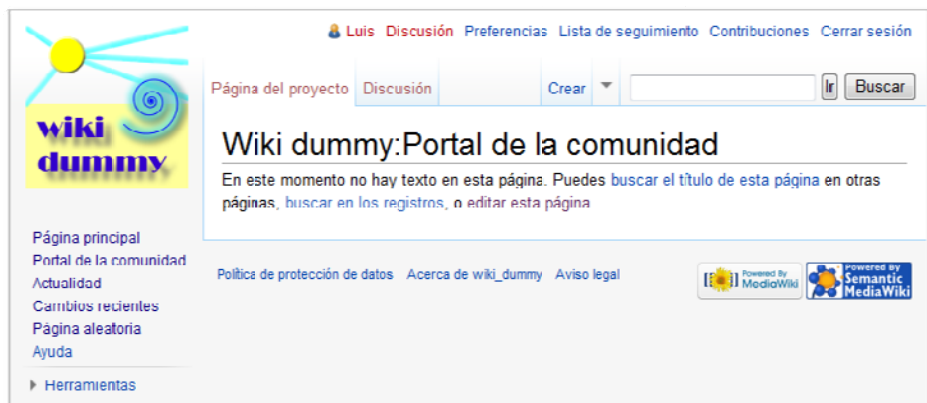 Luis Discusión Preferencias Lista de seguimiento Contribuciones Cerrar sesión
Página del proyecto Discusión Crear Ir Buscar
wiki
dummy
Wiki dummy:Portal de la comunidad
En este momento no hay texto en esta página. Puedes buscar el título de esta página en otras
páginas, buscar en los registros, o editar esta página
Página principal
Portal de la comunidad
Actualidad
Cambios recientes
Página aleatoria
Ayuda
Herramientas
Política de protección de datos Acerca de wiki_dummy Aviso legal
Powered By
MediaWiki
Powered by
Semantic
MediaWiki